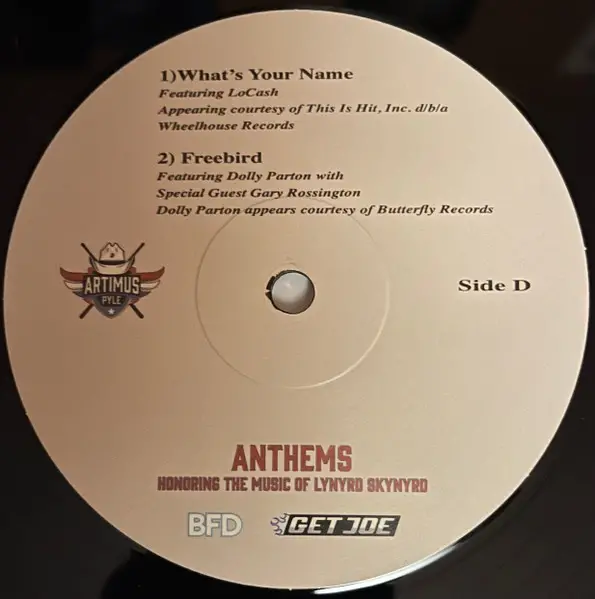 1)What's Your Name
Featuring LoCash
Appearing courtesy of This Is Hit, Inc. d/b/a
Wheelhouse Records
2) Freebird
Featuring Dolly Parton with
Special Guest Gary Rossington
Dolly Parton appears courtesy of Butterfly Records
ARTIMUS
PYLE
Side D
ANTHEMS
HONORING THE MUSIC OF LYNYRD SKYNYRD
BFD
GET JOE